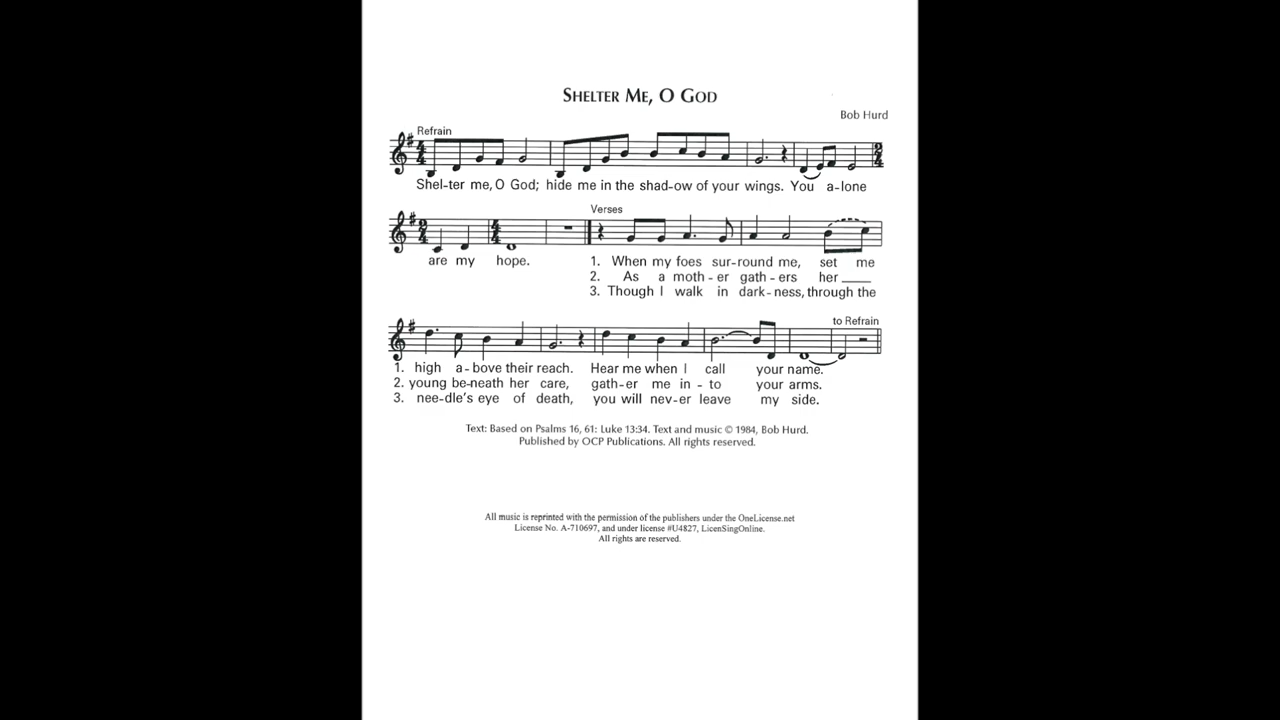 SHELTER ME, O GOD
Bob Hurd
Refrain
Shel-ter me, O God; hide me in the shad-ow of your wings. You a-lone
Verses
are my hope. 1. When my foes sur-round me, set me
2. As a moth-er gath-ers her ____
3. Though I walk in dark-ness, through the
to Refrain
1. high a-bove their reach. Hear me when I call your name.
2. young be-neath her care, gath-er me in-to your arms.
3. nee-dle's eye of death, you will nev-er leave my side.
Text: Based on Psalms 16, 61: Luke 13:34. Text and music © 1984, Bob Hurd.
Published by OCP Publications. All rights reserved.
All music is reprinted with the permission of the publishers under the OneLicense.net
License No. A-710697, and under license #U4827, LicenSingOnline.
All rights are reserved.